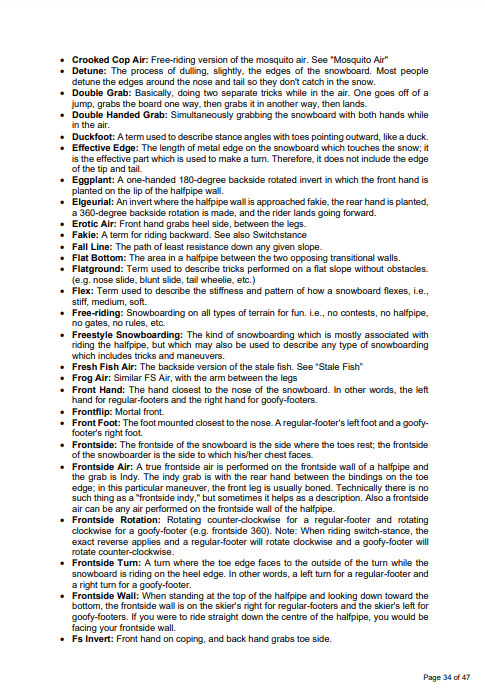 • Crooked Cop Air: Free-riding version of the mosquito air. See "Mosquito Air"
• Detune: The process of dulling, slightly, the edges of the snowboard. Most people
detune the edges around the nose and tail so they don't catch in the snow.
• Double Grab: Basically, doing two separate tricks while in the air. One goes off of a
jump, grabs the board one way, then grabs it in another way, then lands.
• Double Handed Grab: Simultaneously grabbing the snowboard with both hands while
in the air.
• Duckfoot: A term used to describe stance angles with toes pointing outward, like a duck.
• Effective Edge: The length of metal edge on the snowboard which touches the snow; it
is the effective part which is used to make a turn. Therefore, it does not include the edge
of the tip and tail.
• Eggplant: A one-handed 180-degree backside rotated invert in which the front hand is
planted on the lip of the halfpipe wall.
• Elgeurial: An invert where the halfpipe wall is approached fakie, the rear hand is planted,
a 360-degree backside rotation is made, and the rider lands going forward.
• Erotic Air: Front hand grabs heel side, between the legs.
• Fakie: A term for riding backward. See also Switchstance
• Fall Line: The path of least resistance down any given slope.
• Flat Bottom: The area in a halfpipe between the two opposing transitional walls.
• Flatground: Term used to describe tricks performed on a flat slope without obstacles.
(e.g. nose slide, blunt slide, tail wheelie, etc.)
• Flex: Term used to describe the stiffness and pattern of how a snowboard flexes, i.e.,
stiff, medium, soft.
• Free-riding: Snowboarding on all types of terrain for fun. i.e., no contests, no halfpipe,
no gates, no rules, etc.
• Freestyle Snowboarding: The kind of snowboarding which is mostly associated with
riding the halfpipe, but which may also be used to describe any type of snowboarding
which includes tricks and maneuvers.
• Fresh Fish Air: The backside version of the stale fish. See “Stale Fish”
• Frog Air: Similar FS Air, with the arm between the legs
• Front Hand: The hand closest to the nose of the snowboard. In other words, the left
hand for regular-footers and the right hand for goofy-footers.
• Frontflip: Mortal front.
• Front Foot: The foot mounted closest to the nose. A regular-footer's left foot and a goofy-
footer's right foot.
• Frontside: The frontside of the snowboard is the side where the toes rest; the frontside
of the snowboarder is the side to which his/her chest faces.
• Frontside Air: A true frontside air is performed on the frontside wall of a halfpipe and
the grab is Indy. The indy grab is with the rear hand between the bindings on the toe
edge; in this particular maneuver, the front leg is usually boned. Technically there is no
such thing as a "frontside indy," but sometimes it helps as a description. Also a frontside
air can be any air performed on the frontside wall of the halfpipe.
• Frontside Rotation: Rotating counter-clockwise for a regular-footer and rotating
clockwise for a goofy-footer (e.g. frontside 360). Note: When riding switch-stance, the
exact reverse applies and a regular-footer will rotate clockwise and a goofy-footer will
rotate counter-clockwise.
• Frontside Turn: A turn where the toe edge faces to the outside of the turn while the
snowboard is riding on the heel edge. In other words, a left turn for a regular-footer and
a right turn for a goofy-footer.
• Frontside Wall: When standing at the top of the halfpipe and looking down toward the
bottom, the frontside wall is on the skier's right for regular-footers and the skier's left for
goofy-footers. If you were to ride straight down the centre of the halfpipe, you would be
facing your frontside wall.
• Fs Invert: Front hand on coping, and back hand grabs toe side.
Page 34 of 47